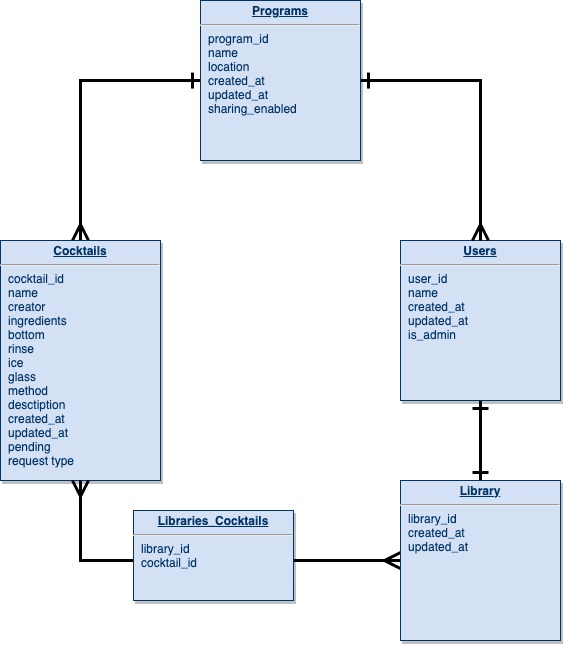 Programs
program_id
name
location
created_at
updated_at
sharing_enabled
Cocktails
cocktail_id
name
creator
ingredients
bottom
rinse
ice
glass
method
desctiption
created_at
updated_at
pending
request type
Users
user_id
name
created_at
updated_at
is_admin
Libraries_Cocktails
library_id
cocktail_id
Library
library_id
created_at
updated_at